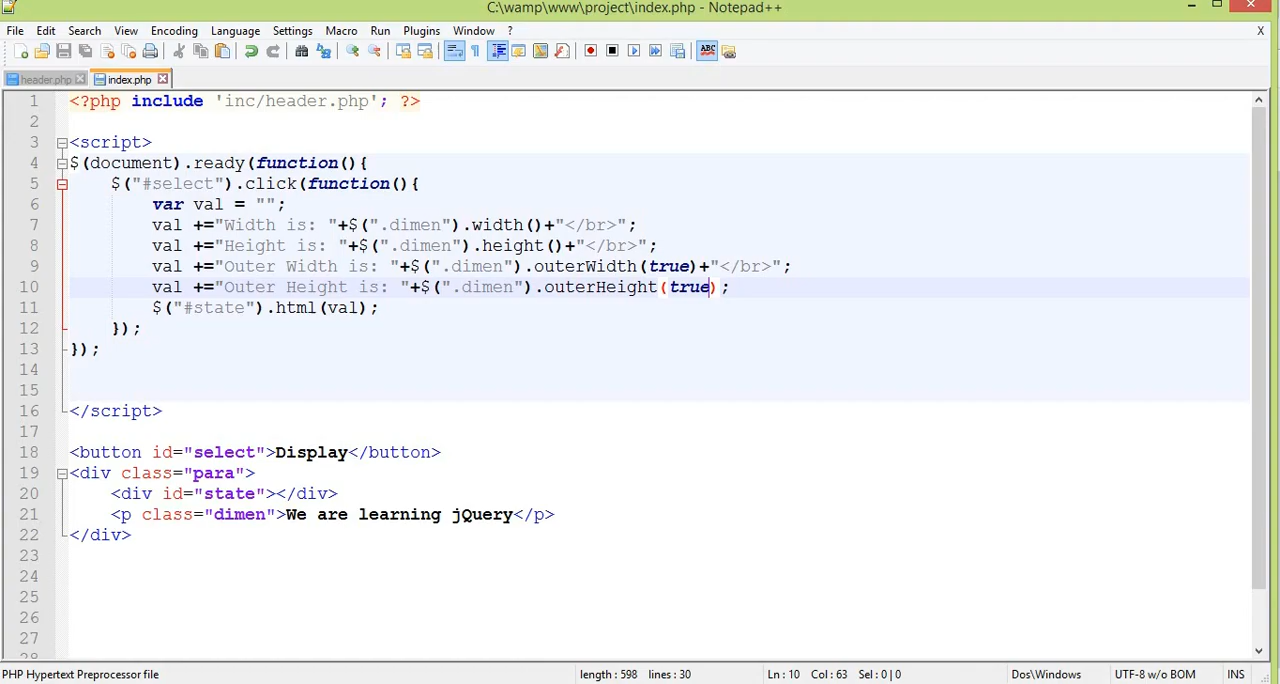 C:\wamp\www\project\index.php - Notepad++
File Edit Search View Encoding Language Settings Macro Run Plugins Window ? X
header.php index.php
1 <?php include 'inc/header.php'; ?>
2
3 <script>
4 $(document).ready(function(){
5 $("#select").click(function(){
6 var val = "";
7 val +="Width is: "+$(".dimen").width()+"</br>";
8 val +="Height is: "+$(".dimen").height()+"</br>";
9 val +="Outer Width is: "+$(".dimen").outerWidth(true)+"</br>";
10 val +="Outer Height is: "+$(".dimen").outerHeight(true);
11 $("#state").html(val);
12 });
13 });
14
15
16 </script>
17
18 <button id="select">Display</button>
19 <div class="para">
20 <div id="state"></div>
21 <p class="dimen">We are learning jQuery</p>
22 </div>
23
24
25
26
27
28
PHP Hypertext Preprocessor file length : 598 lines : 30 Ln : 10 Col : 63 Sel : 0 | 0 Dos\Windows UTF-8 w/o BOM INS